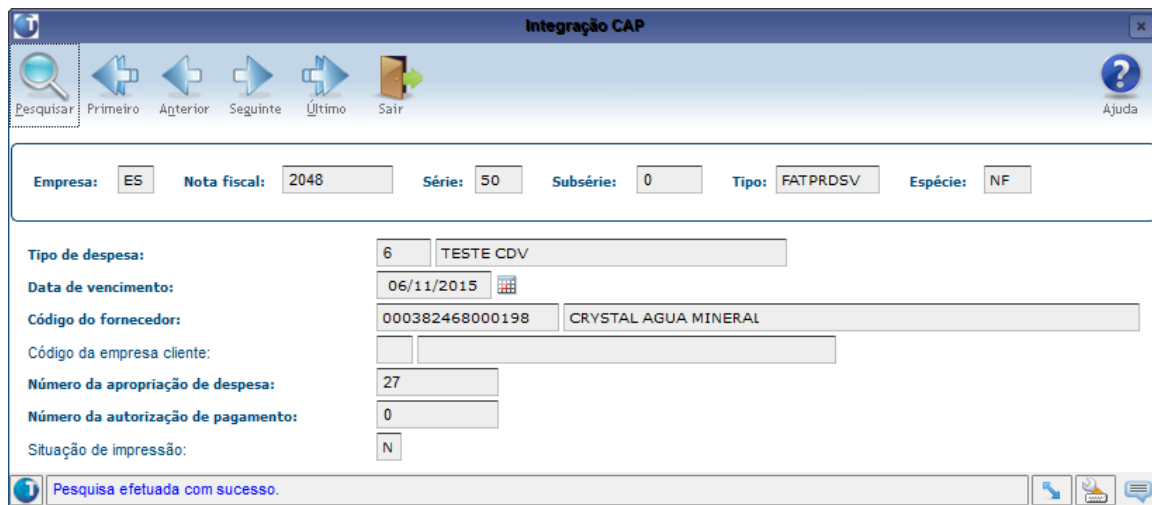 Integração CAP
Pesquisar Primeiro Anterior Seguinte Último Sair Ajuda
Empresa: ES Nota fiscal: 2048 Série: 50 Subsérie: 0 Tipo: FATPRDSV Espécie: NF
Tipo de despesa: 6 TESTE CDV
Data de vencimento: 06/11/2015
Código do fornecedor: 000382468000198 CRYSTAL AGUA MINERAL
Código da empresa cliente:
Número da apropriação de despesa: 27
Número da autorização de pagamento: 0
Situação de impressão: N
Pesquisa efetuada com sucesso.